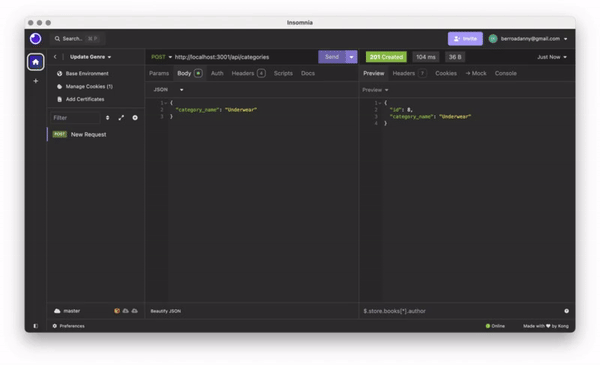 Insomnia
Search.. ⌘ P
Invite
berroadanny@gmail.com
Update Genre
POST http://localhost:3001/api/categories
Send
201 Created
104 ms
36 B
Just Now
Base Environment
Manage Cookies (1)
Add Certificates
Params Body Auth Headers 4 Scripts Docs
Preview Headers 7 Cookies → Mock Console
JSON
Preview
Filter
POST New Request
1 {
2 "category_name": "Underwear"
3 }
1 {
2 "id": 8,
3 "category_name": "Underwear"
4 }
master
Beautify JSON
$.store.books[*].author
Preferences
Online
Made with ♥ by Kong